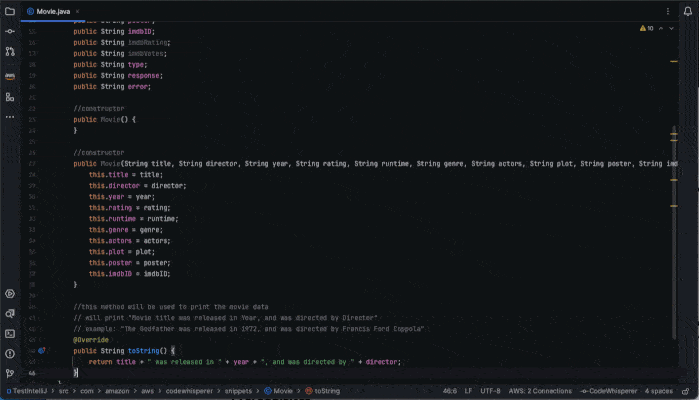 Movie.java
10
public String imdbID;
public String imdbRating;
public String imdbVotes;
public String type;
public String response;
public String error;
//constructor
public Movie() {
}
//constructor
public Movie(String title, String director, String year, String rating, String runtime, String genre, String actors, String plot, String poster, String imd
this.title = title;
this.director = director;
this.year = year;
this.rating = rating;
this.runtime = runtime;
this.genre = genre;
this.actors = actors;
this.plot = plot;
this.poster = poster;
this.imdbID = imdbID;
}
//this method will be used to print the movie data
// will print "Movie title was released in Year, and was directed by Director"
// example: "The Godfather was released in 1972, and was directed by Francis Ford Coppola"
@Override
public String toString() {
return title + " was released in " + year + ", and was directed by " + director;
}
TestIntelliJ > src > com > amazon > aws > codewhisperer > snippets > Movie > toString 46:6 LF UTF-8 AWS: 2 Connections CodeWhisperer 4 spaces